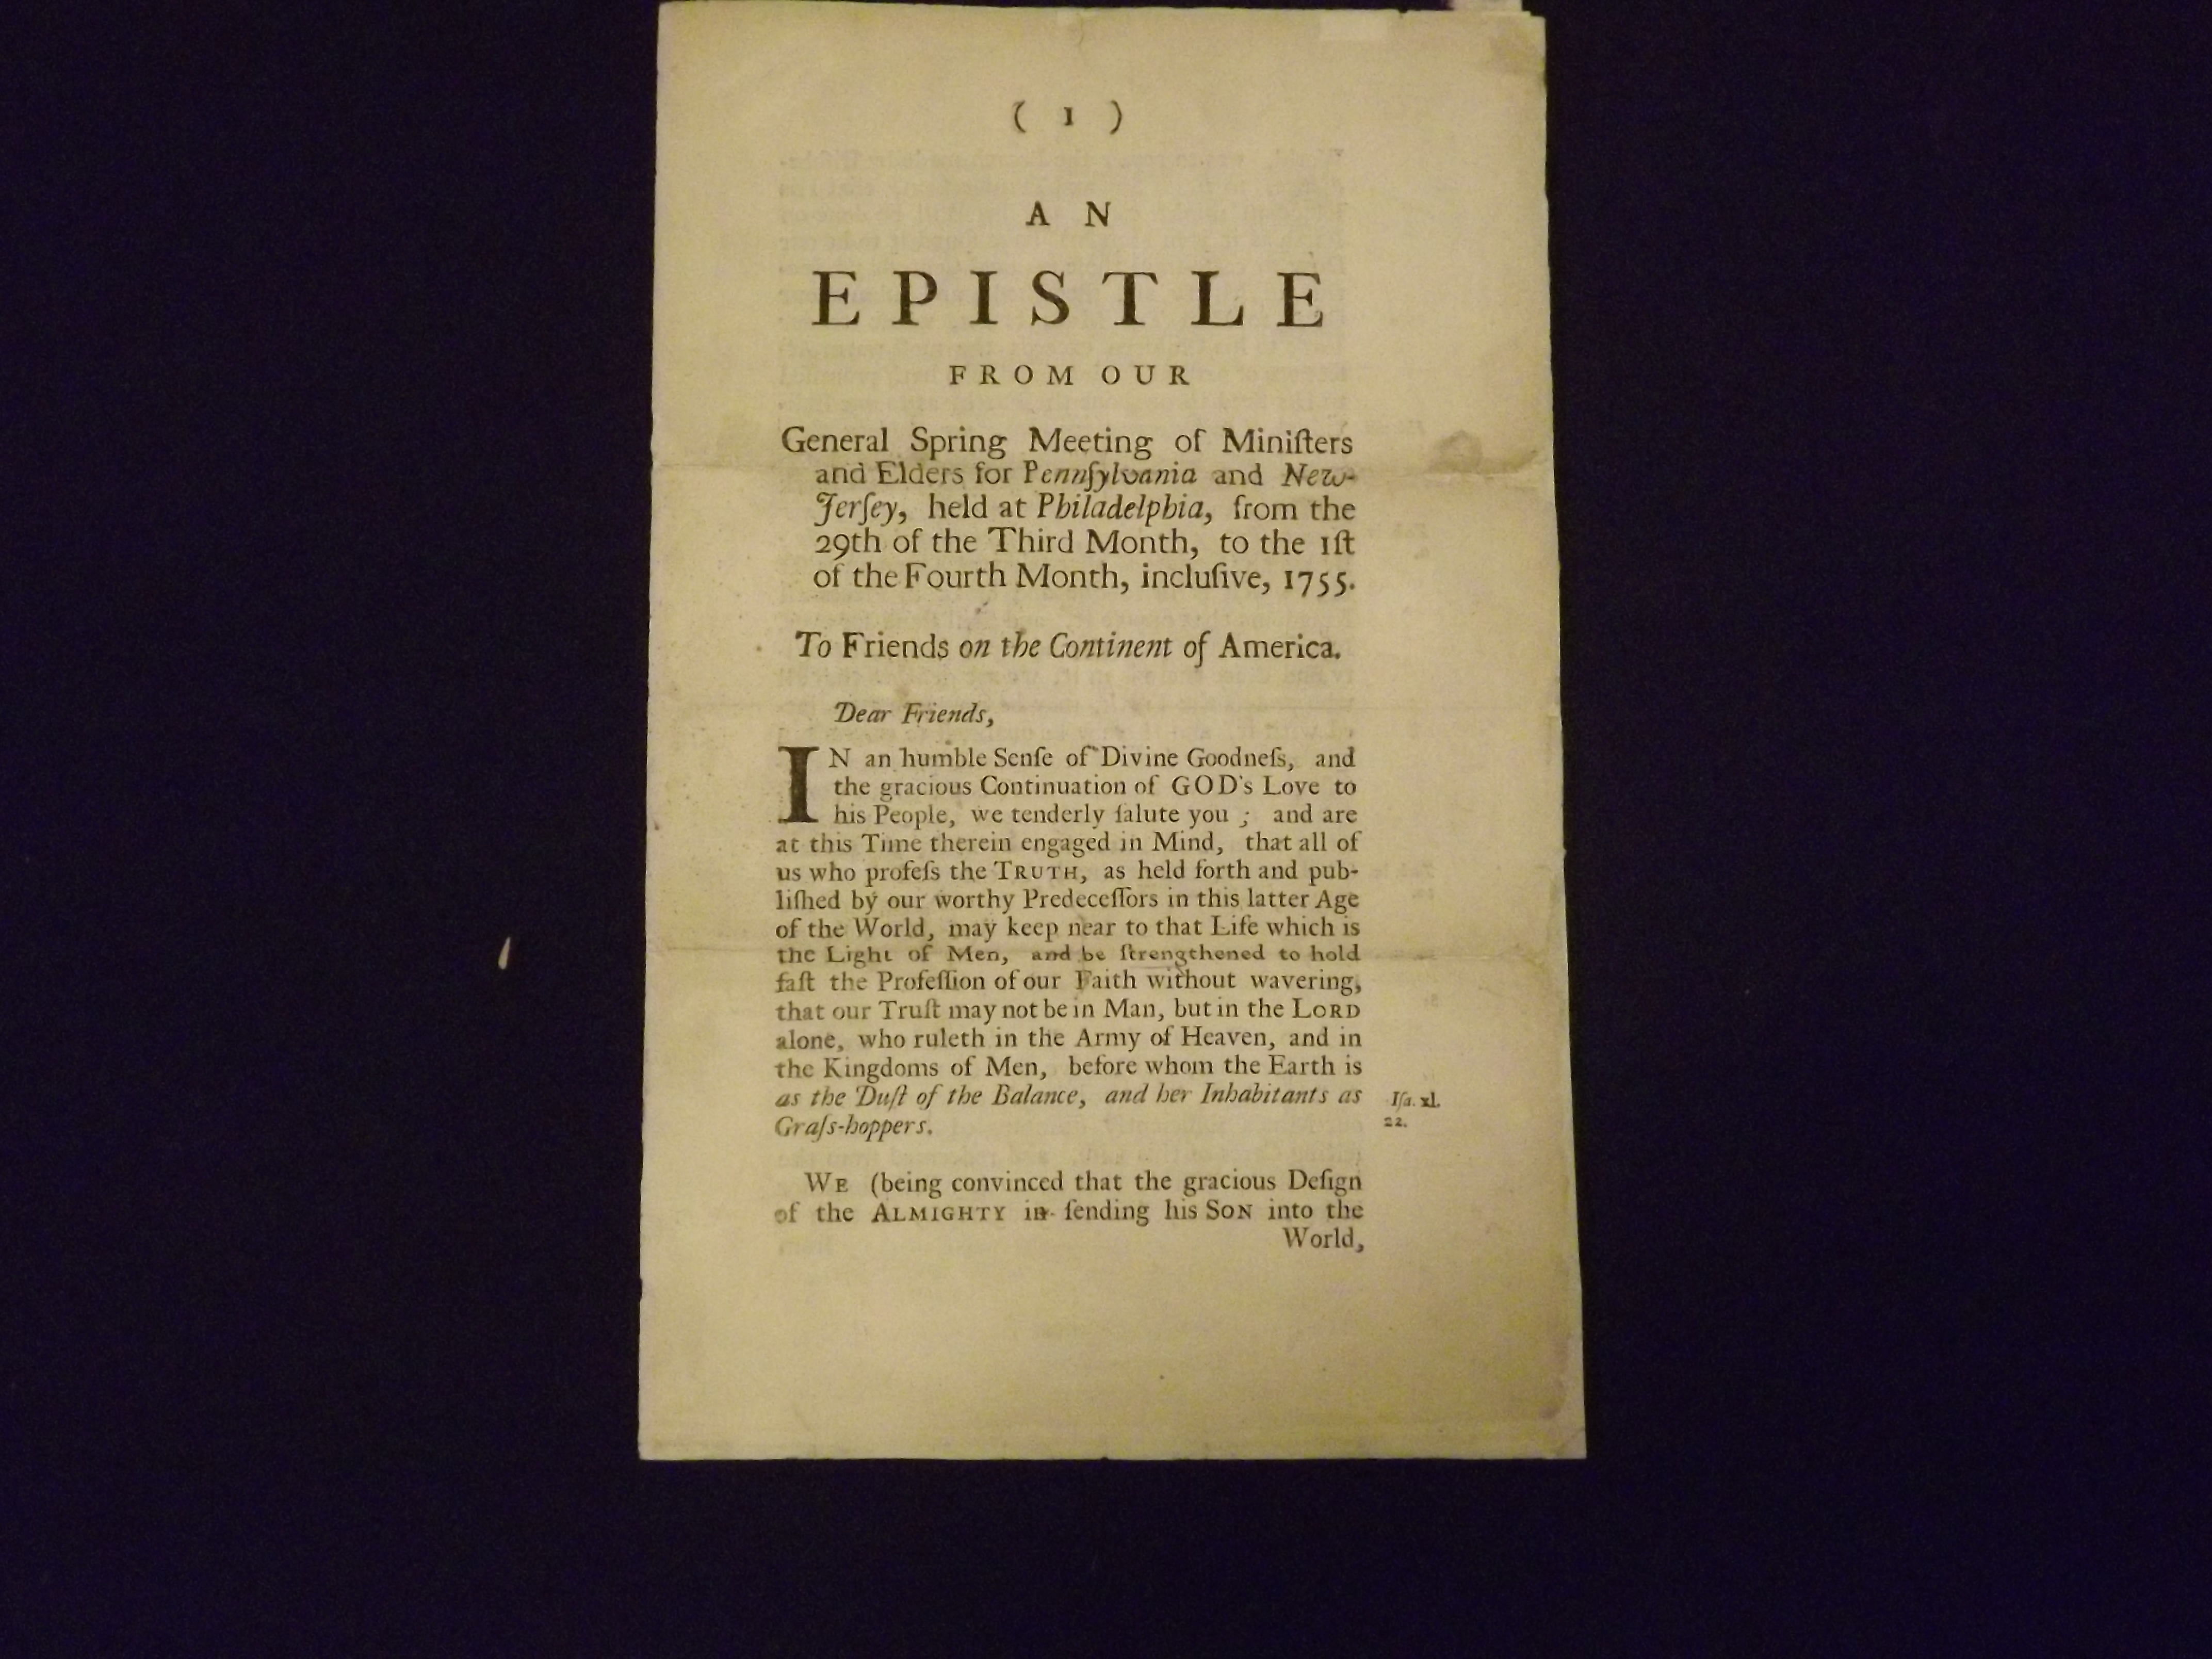 ( I )
A N
EPISTLE
FROM OUR
General Spring Meeting of Miniſters
and Elders for Pennſylvania and New-
Jerſey, held at Philadelphia, from the
29th of the Third Month, to the 1ſt
of the Fourth Month, incluſive, 1755.
To Friends on the Continent of America.
Dear Friends,
IN an humble Senſe of Divine Goodneſs, and
the gracious Continuation of GOD's Love to
his People, we tenderly ſalute you ; and are
at this Time therein engaged in Mind, that all of
us who profeſs the TRUTH, as held forth and pub-
liſhed by our worthy Predeceſſors in this latter Age
of the World, may keep near to that Life which is
the Light of Men, and be ſtrengthened to hold
faſt the Profeſſion of our Faith without wavering,
that our Truſt may not be in Man, but in the LORD
alone, who ruleth in the Army of Heaven, and in
the Kingdoms of Men, before whom the Earth is
as the Duſt of the Balance, and her Inhabitants as
Graſs-hoppers.
Iſa. xl.
22.
WE (being convinced that the gracious Deſign
of the ALMIGHTY in ſending his SON into the
World,